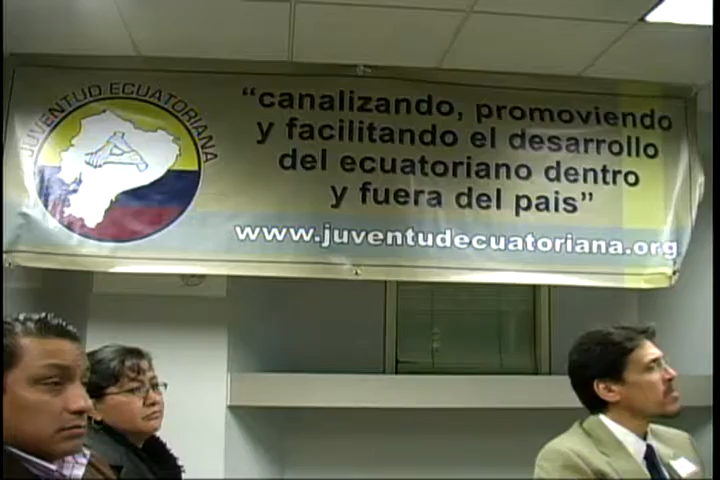 JUVENTUD ECUATORIANA
“canalizando, promoviendo
y facilitando el desarrollo
del ecuatoriano dentro
y fuera del pais”
www.juventudecuatoriana.org